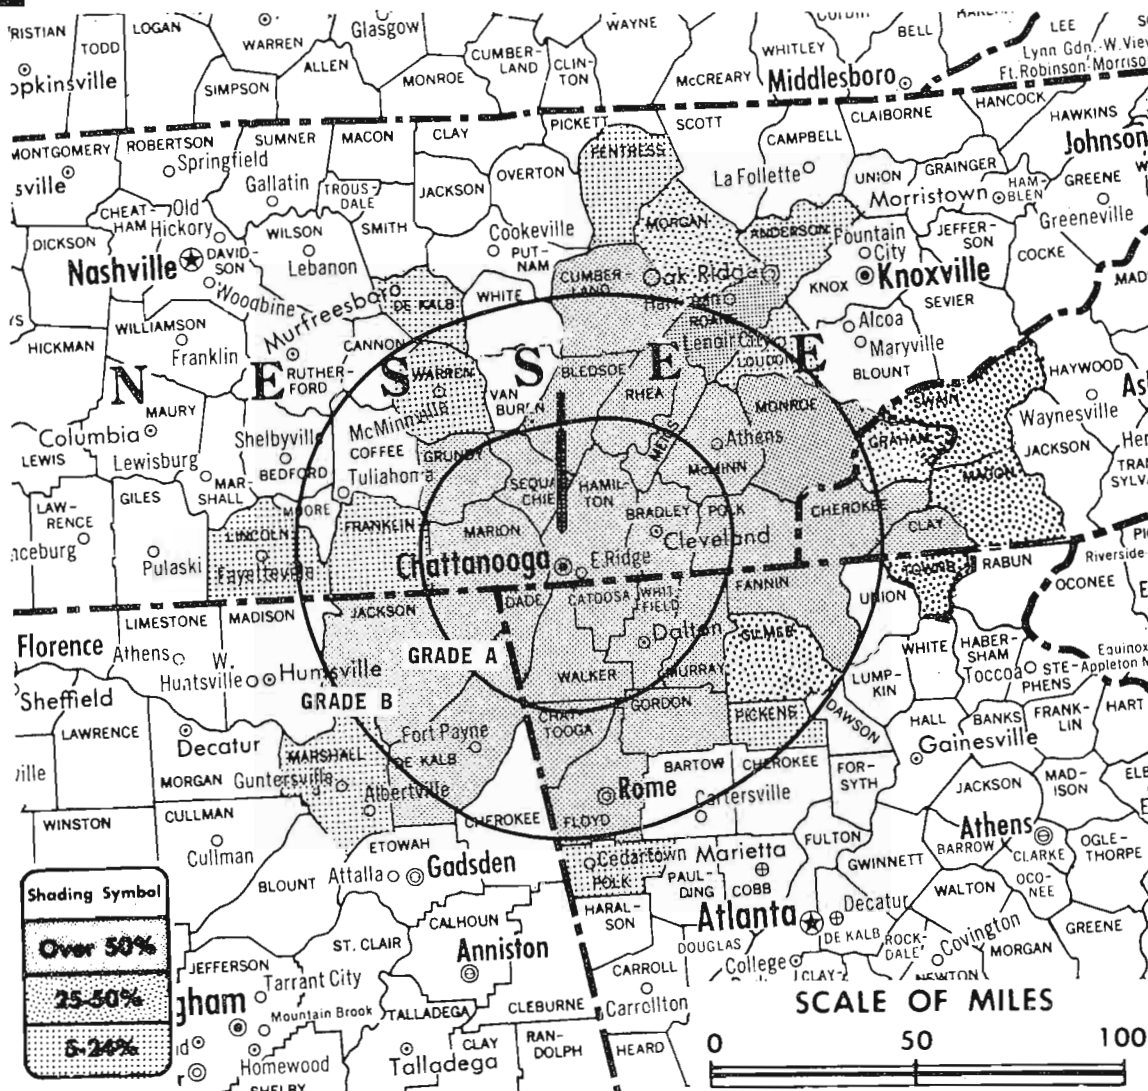 LOGAN
TODD
WARREN
Glasgow
ALLEN
SIMPSON
MONROE
CUMBER-
LAND
CLIN-
TON
WAYNE
McCREARY
WHITLEY
BELL
LEE
Middlesboro
HANCOCK
HAWKINS
CLAIBORNE
PICKETT
SCOTT
CAMPBELL
CLAY
MACON
SUMNER
ROBERTSON
MONTGOMERY
Springfield
Gallatin
TROUS-
DALE
JACKSON
OVERTON
FENTRESS
La Follette
UNION
GRAINGER
Morristown
HAM-
BLEN
GREENE
Greeneville
CHEAT-
HAM
Old
Hickory
DICKSON
DAVID-
SON
Nashville
Woodbine
WILSON
Lebanon
SMITH
Cookeville
PUT-
NAM
MORGAN
ANDERSON
Fountain
City
JEFFER-
SON
COCKE
Knoxville
KNOX
SEVIER
Oak Ridge
CUMBER-
LAND
WHITE
DE KALB
Murfreesboro
CANNON
RUTHER-
FORD
WILLIAMSON
Franklin
HICKMAN
Alcoa
Maryville
BLOUNT
Lenoir City
LOUDON
N E S S E E
MAURY
Columbia
LEWIS
Lewisburg
MAR-
SHALL
Shelbyville
BEDFORD
WARREN
McMinnville
COFFEE
Tullahoma
VAN
BUREN
BLEDSOE
RHEA
MEIGS
Athens
McMINN
MONROE
GRUNDY
SEQUAT-
CHIE
HAMIL-
TON
BRADLEY
POLK
CHEROKEE
GRAHAM
SWAIN
HAYWOOD
Waynesville
JACKSON
MACON
CLAY
LAW-
RENCE
GILES
Pulaski
MOORE
LINCOLN
Fayetteville
FRANKLIN
MARION
Chattanooga
E.Ridge
Cleveland
RABUN
TOWNS
UNION
OCONEE
LIMESTONE
MADISON
JACKSON
DADE
CATOOSA
WHIT-
FIELD
FANNIN
Florence
Athens
W.
Huntsville
Huntsville
GRADE A
GRADE B
WALKER
Dalton
MURRAY
GILMER
WHITE
HABER-
SHAM
Toccoa
STE-
PHENS
LUMP-
KIN
Sheffield
LAWRENCE
Decatur
MORGAN
MARSHALL
Guntersville
Albertville
Fort Payne
DE KALB
CHAT-
TOOGA
GORDON
PICKENS
DAWSON
HALL
BANKS
FRANK-
LIN
HART
Gainesville
BARTOW
Cartersville
CHEROKEE
FOR-
SYTH
JACKSON
MAD-
ISON
Rome
FLOYD
CHEROKEE
WINSTON
CULLMAN
Cullman
BLOUNT
ETOWAH
Attalla
Gadsden
Cedartown
POLK
Marietta
PAUL-
DING
COBB
FULTON
GWINNETT
BARROW
Athens
CLARKE
OGLE-
THORPE
OCO-
NEE
WALTON
HARAL-
SON
Atlanta
Decatur
DE KALB
DOUGLAS
College
ROCK-
DALE
Covington
NEWTON
MORGAN
GREENE
CALHOUN
Anniston
ST. CLAIR
JEFFERSON
Tarrant City
Mountain Brook
Homewood
SHELBY
TALLADEGA
Talladega
CLAY
CLEBURNE
RAN-
DOLPH
CARROLL
Carrollton
HEARD
Shading Symbol
Over 50%
25-50%
5-24%
SCALE OF MILES
0 50 100